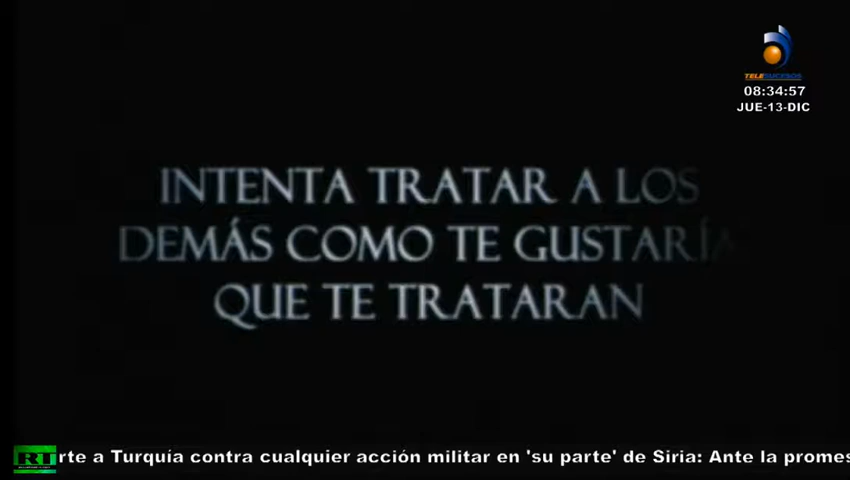 TELESUCESOS
08:34:57
JUE-13-DIC
INTENTA TRATAR A LOS
DEMÁS COMO TE GUSTARÍA
QUE TE TRATARAN
RT
rte a Turquía contra cualquier acción militar en 'su parte' de Siria: Ante la promes